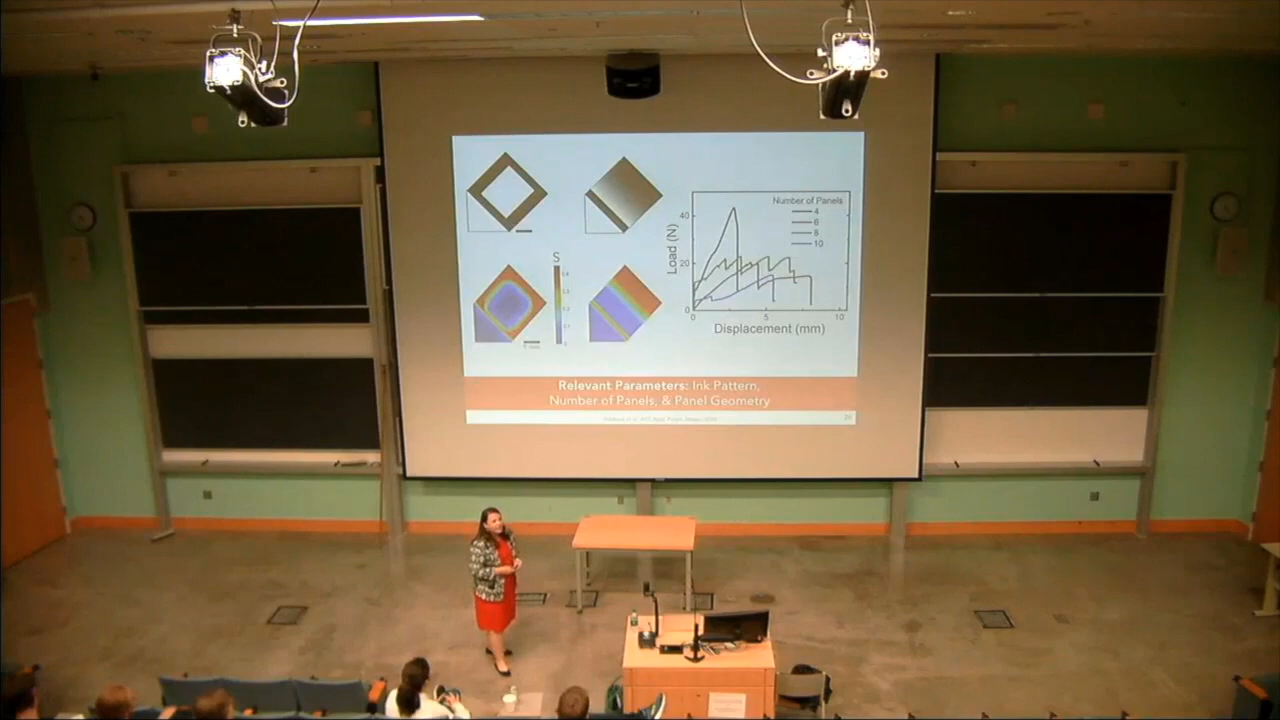 S
Number of Panels
4
6
8
10
Load (N)
40
20
0
0
5
10
Displacement (mm)
Relevant Parameters: Ink Pattern,
Number of Panels, & Panel Geometry